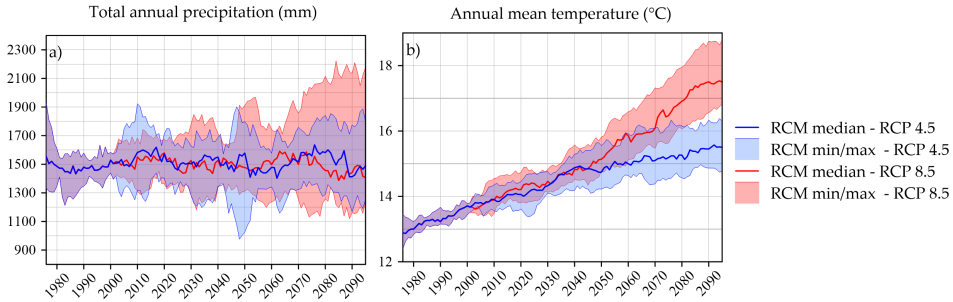 Total annual precipitation (mm)
Annual mean temperature (°C)
a)
2300
2100
1900
1700
1500
1300
1100
900
1980 1990 2000 2010 2020 2030 2040 2050 2060 2070 2080 2090
b)
18
16
14
12
1980 1990 2000 2010 2020 2030 2040 2050 2060 2070 2080 2090
RCM median - RCP 4.5
RCM min/max - RCP 4.5
RCM median - RCP 8.5
RCM min/max - RCP 8.5